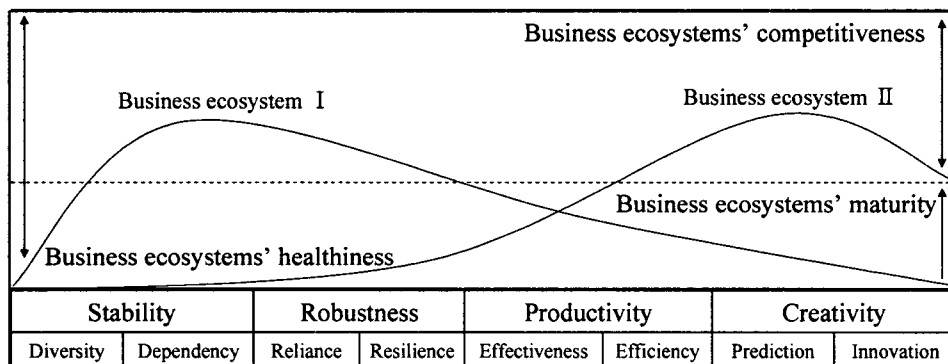 Business ecosystems’ competitiveness
Business ecosystem Ⅰ
Business ecosystem Ⅱ
Business ecosystems’ maturity
Business ecosystems’ healthiness
Stability Robustness Productivity Creativity
Diversity Dependency Reliance Resilience Effectiveness Efficiency Prediction Innovation